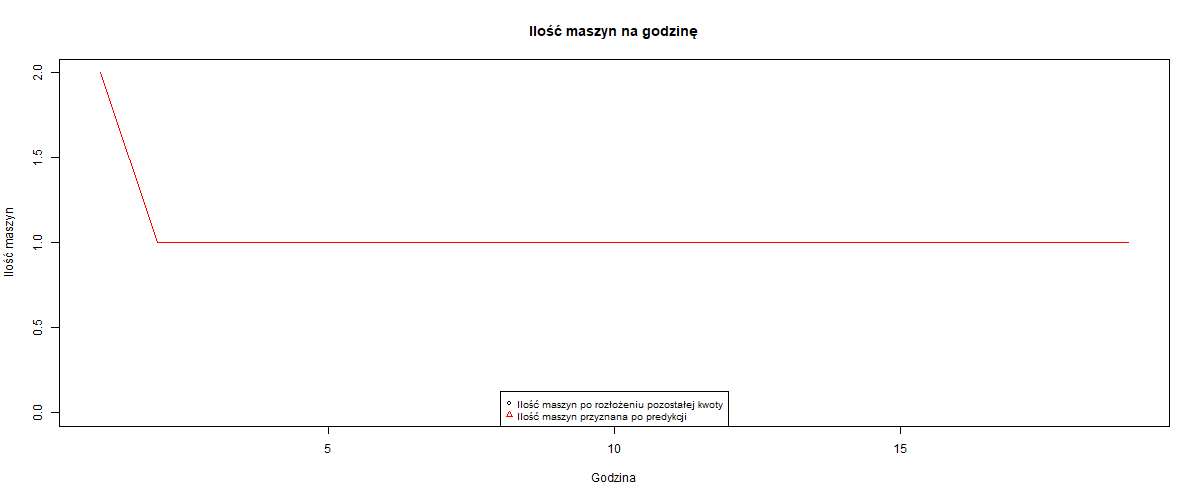 Ilość maszyn na godzinę
Ilość maszyn
2.0
1.5
1.0
0.5
0.0
Ilość maszyn po rozłożeniu pozostałej kwoty
Ilość maszyn przyznana po predykcji
5
10
15
Godzina